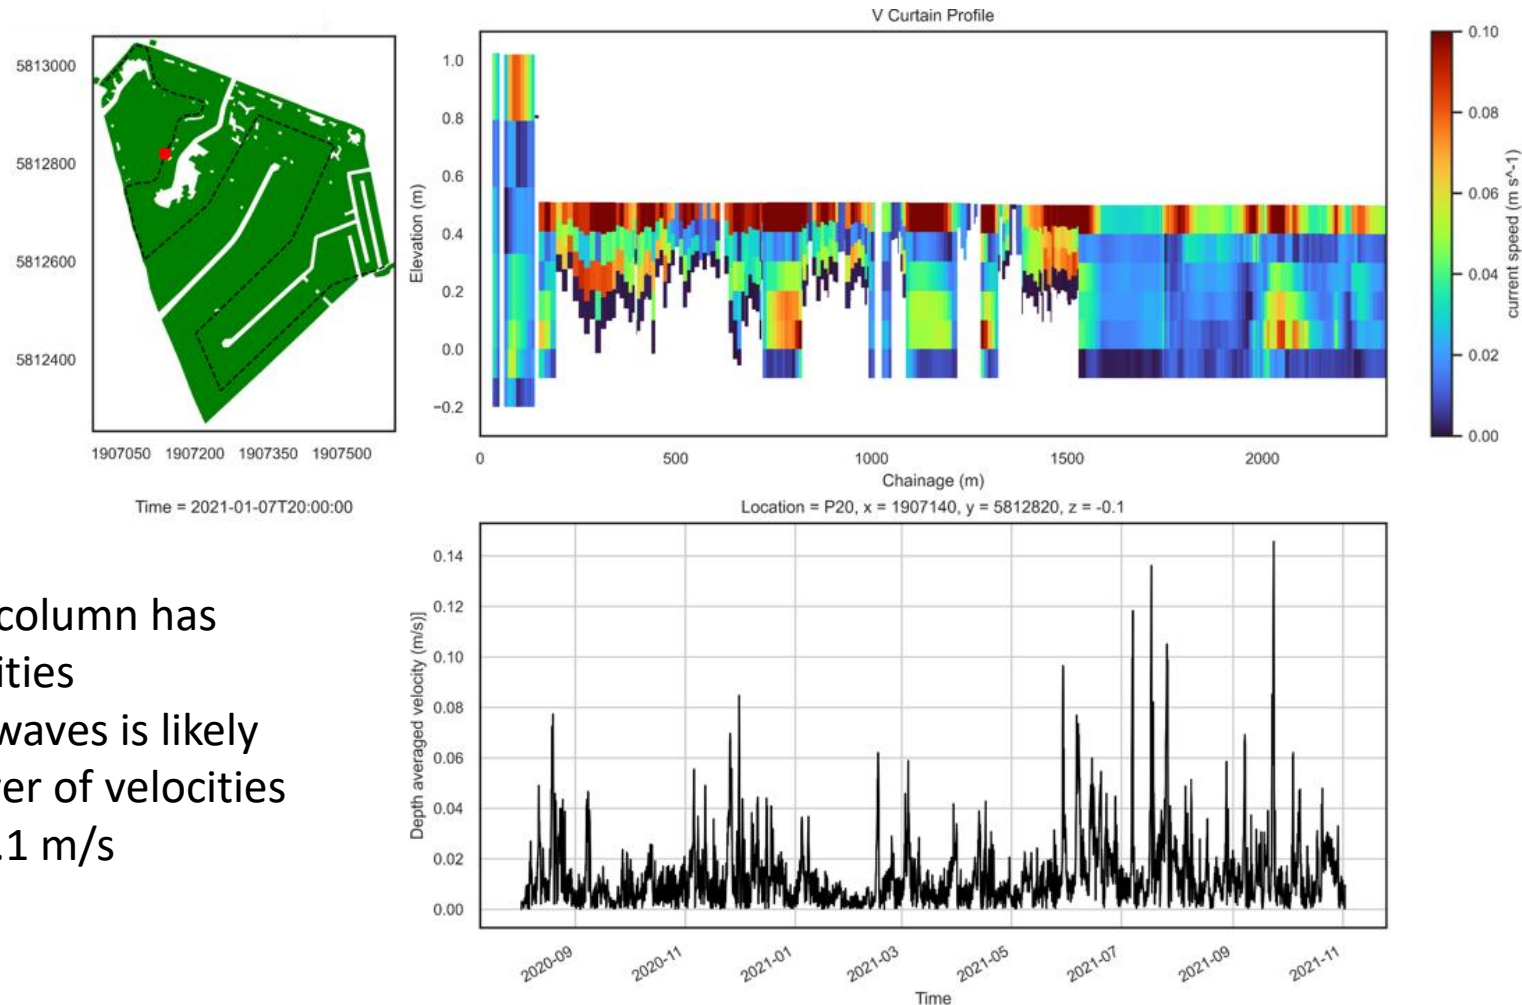 V Curtain Profile
5813000
5812800
5812600
5812400
1907050 1907200 1907350 1907500
Time = 2021-01-07T20:00:00
Elevation (m)
1.0
0.8
0.6
0.4
0.2
0.0
−0.2
0 500 1000 1500 2000
Chainage (m)
0.10
0.08
0.06
0.04
0.02
0.00
current speed (m s^-1)
Location = P20, x = 1907140, y = 5812820, z = -0.1
Depth averaged velocity (m/s)]
0.14
0.12
0.10
0.08
0.06
0.04
0.02
0.00
2020-09 2020-11 2021-01 2021-03 2021-05 2021-07 2021-09 2021-11
Time
column has
ities
waves is likely
er of velocities
.1 m/s